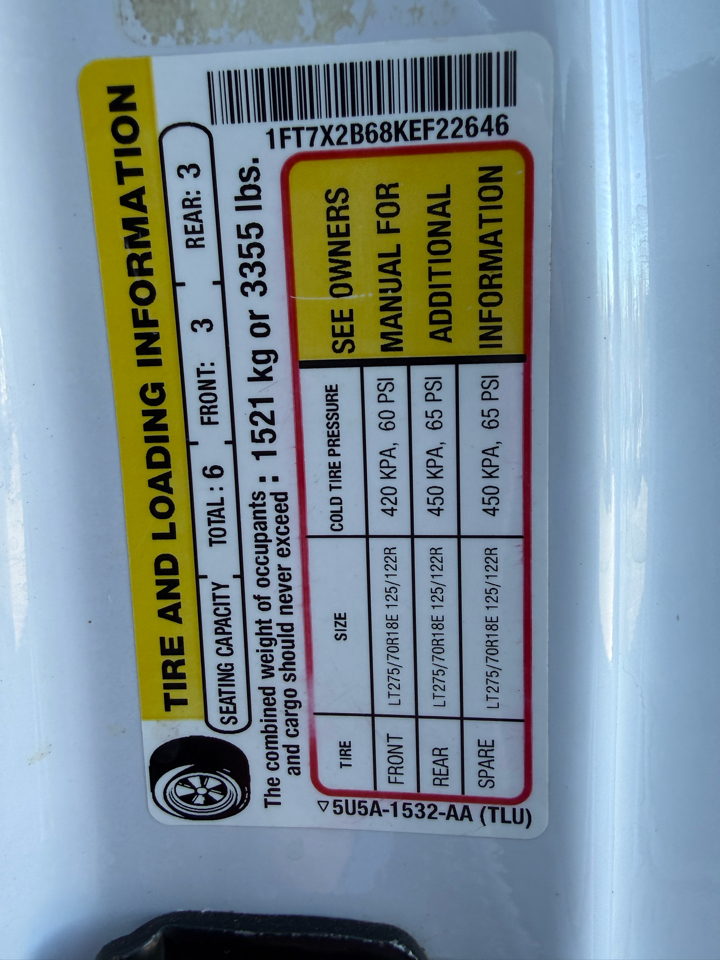 TIRE AND LOADING INFORMATION
SEATING CAPACITY TOTAL : 6 FRONT: 3 REAR: 3
The combined weight of occupants and cargo should never exceed : 1521 kg or 3355 lbs.
TIRE SIZE COLD TIRE PRESSURE
FRONT LT275/70R18E 125/122R 420 KPA, 60 PSI
REAR LT275/70R18E 125/122R 450 KPA, 65 PSI
SPARE LT275/70R18E 125/122R 450 KPA, 65 PSI
SEE OWNERS
MANUAL FOR
ADDITIONAL
INFORMATION
5U5A-1532-AA (TLU)
1FT7X2B68KEF22646